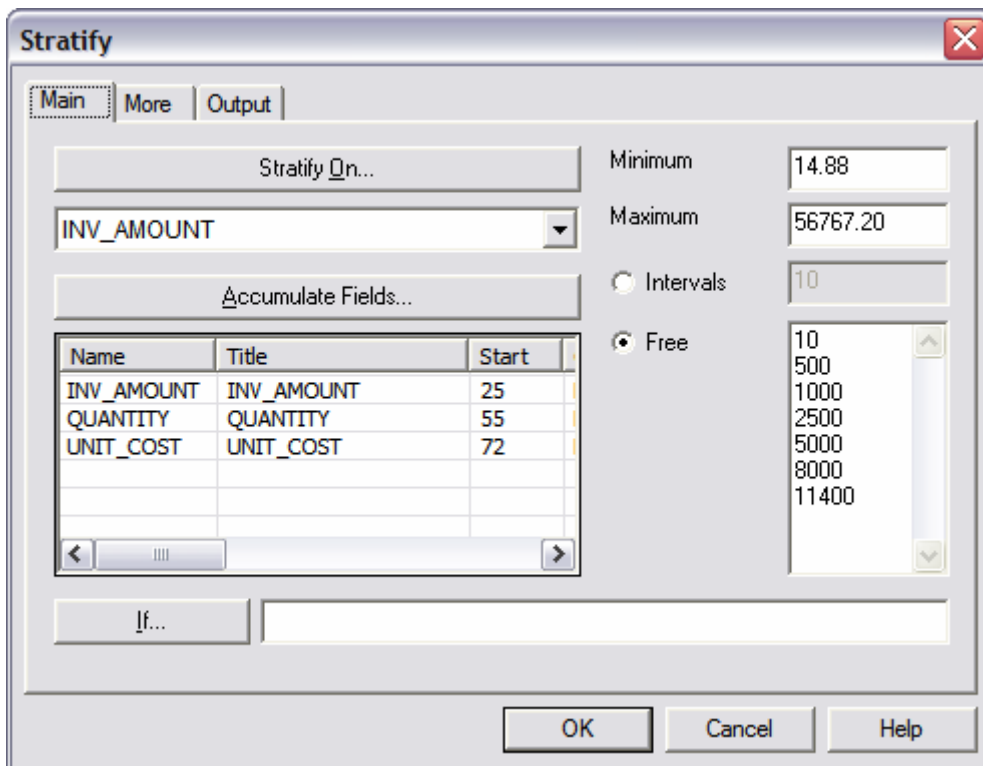 Stratify
Main More Output
Stratify On...
INV_AMOUNT
Accumulate Fields...
Name Title Start
INV_AMOUNT INV_AMOUNT 25
QUANTITY QUANTITY 55
UNIT_COST UNIT_COST 72
Minimum 14.88
Maximum 56767.20
Intervals 10
Free
10
500
1000
2500
5000
8000
11400
If...
OK Cancel Help